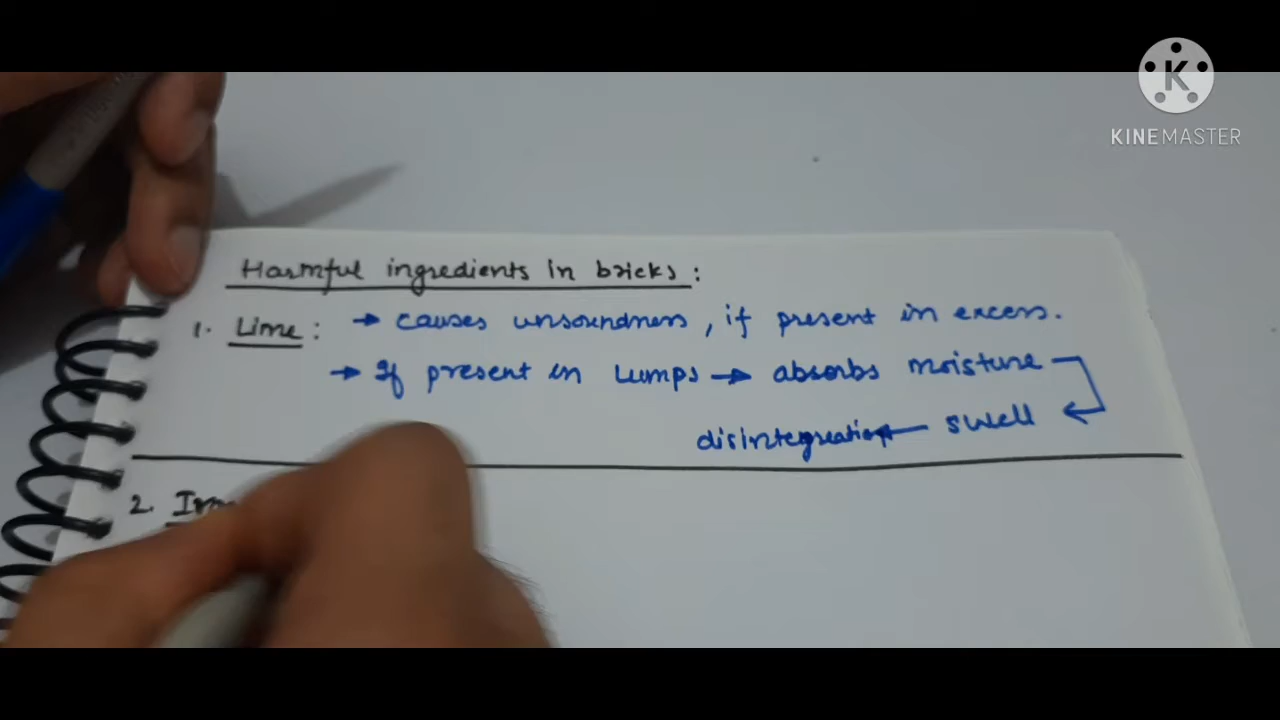 K
KINEMASTER
Harmful ingredients in bricks:
1. Lime: → causes unsoundness, if present in excess.
→ If present in lumps → absorbs moisture
disintegreation ← swell
2.